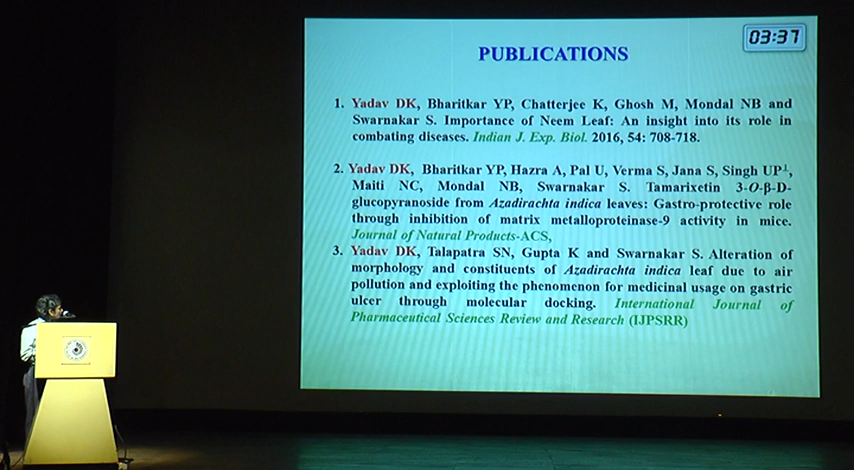 03:37
PUBLICATIONS
1. Yadav DK, Bharitkar YP, Chatterjee K, Ghosh M, Mondal NB and
Swarnakar S. Importance of Neem Leaf: An insight into its role in
combating diseases. Indian J. Exp. Biol. 2016, 54: 708-718.
2. Yadav DK, Bharitkar YP, Hazra A, Pal U, Verma S, Jana S, Singh UP⊥,
Maiti NC, Mondal NB, Swarnakar S. Tamarixetin 3-O-β-D-
glucopyranoside from Azadirachta indica leaves: Gastro-protective role
through inhibition of matrix metalloproteinase-9 activity in mice.
Journal of Natural Products-ACS,
3. Yadav DK, Talapatra SN, Gupta K and Swarnakar S. Alteration of
morphology and constituents of Azadirachta indica leaf due to air
pollution and exploiting the phenomenon for medicinal usage on gastric
ulcer through molecular docking. International Journal of
Pharmaceutical Sciences Review and Research (IJPSRR)